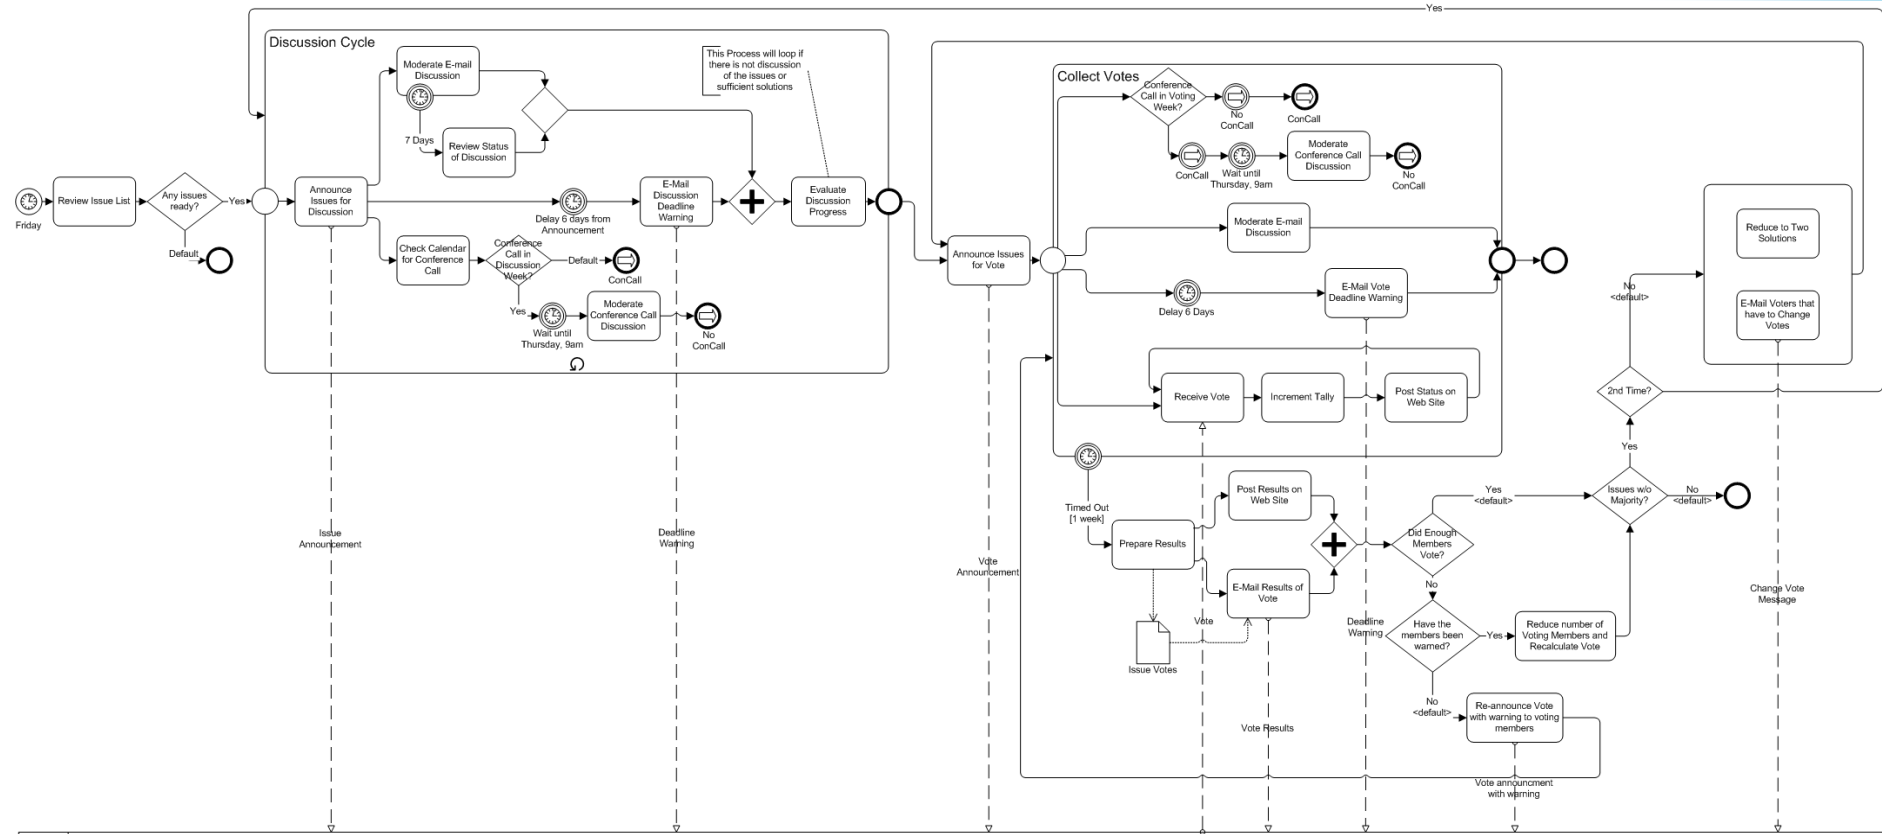 Yes
Discussion Cycle
Moderate E-mail
Discussion
This Process will loop if
there is not discussion
of the issues or
sufficient solutions
7 Days
Review Status
of Discussion
Friday
Review Issue List
Any issues
ready?
Yes
Default
Announce
Issues for
Discussion
Delay 6 days from
Announcement
E-Mail
Discussion
Deadline
Warning
Evaluate
Discussion
Progress
Check Calendar
for Conference
Call
Conference
Call in
Discussion
Week?
Default
ConCall
Yes
Wait until
Thursday, 9am
Moderate
Conference Call
Discussion
No
ConCall
Issue
Announcement
Deadline
Warning
Announce Issues
for Vote
Vote
Announcement
Collect Votes
Conference
Call in Voting
Week?
No
ConCall
ConCall
ConCall
Wait until
Thursday, 9am
Moderate
Conference Call
Discussion
No
ConCall
Moderate E-mail
Discussion
Delay 6 Days
E-Mail Vote
Deadline Warning
Receive Vote
Increment Tally
Post Status on
Web Site
Timed Out
[1 week]
Prepare Results
Post Results on
Web Site
E-Mail Results of
Vote
Issue Votes
Vote
Vote Results
Deadline
Warning
Did Enough
Members
Vote?
Yes
<default>
No
Have the
members been
warned?
Yes
Reduce number of
Voting Members and
Recalculate Vote
No
<default>
Re-announce Vote
with warning to voting
members
Vote announcment
with warning
Issues w/o
Majority?
No
<default>
Yes
2nd Time?
No
<default>
Reduce to Two
Solutions
E-Mail Voters that
have to Change
Votes
Change Vote
Message